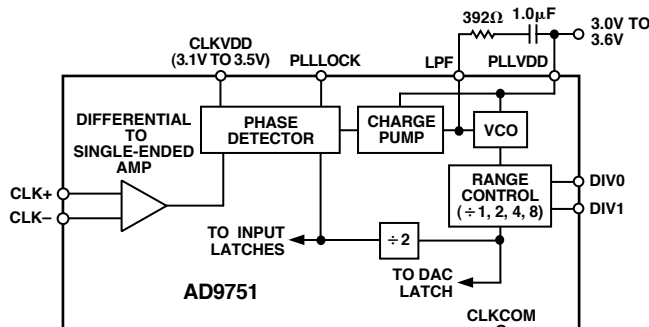 392Ω
1.0µF
3.0V TO
3.6V
CLKVDD
(3.1V TO 3.5V)
PLLLOCK
LPF
PLLVDD
DIFFERENTIAL
TO
SINGLE-ENDED
AMP
PHASE
DETECTOR
CHARGE
PUMP
VCO
CLK+
CLK–
RANGE
CONTROL
(÷1, 2, 4, 8)
DIV0
DIV1
TO INPUT
LATCHES
÷2
TO DAC
LATCH
AD9751
CLKCOM